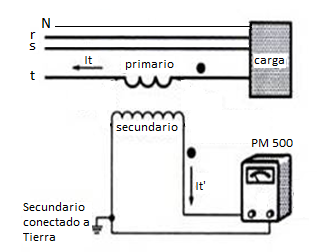 N
r
s
It
primario
carga
t
secundario
PM 500
It'
Secundario
conectado a
Tierra